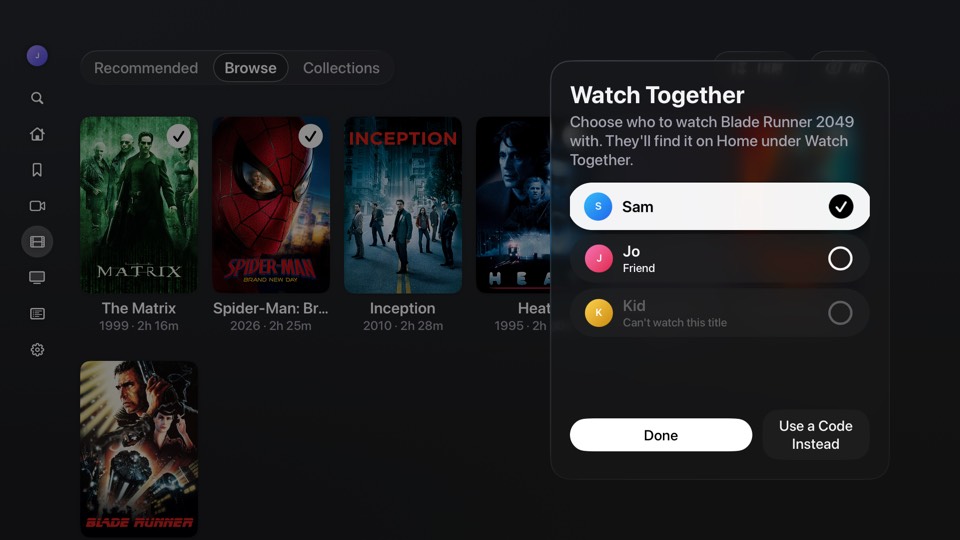 J
Recommended
Browse
Collections
Watch Together
Choose who to watch Blade Runner 2049
with. They'll find it on Home under Watch
Together.
S
Sam
J
Jo
Friend
K
Kid
Can't watch this title
Done
Use a Code
Instead
MATRIX
The Matrix
1999 · 2h 16m
SPIDER-MAN
BRAND NEW DAY
Spider-Man: Br...
2026 · 2h 25m
INCEPTION
Inception
2010 · 2h 28m
HEA
Heat
1995 · 2h
BLADE RUNNER